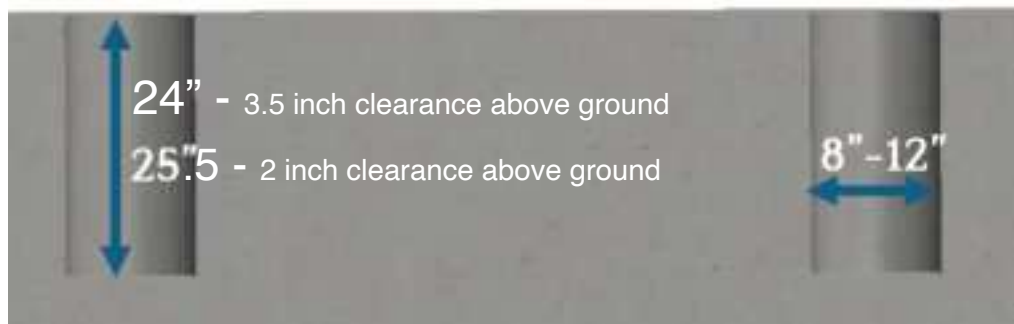 24” - 3.5 inch clearance above ground
25".5 - 2 inch clearance above ground
8"-12"